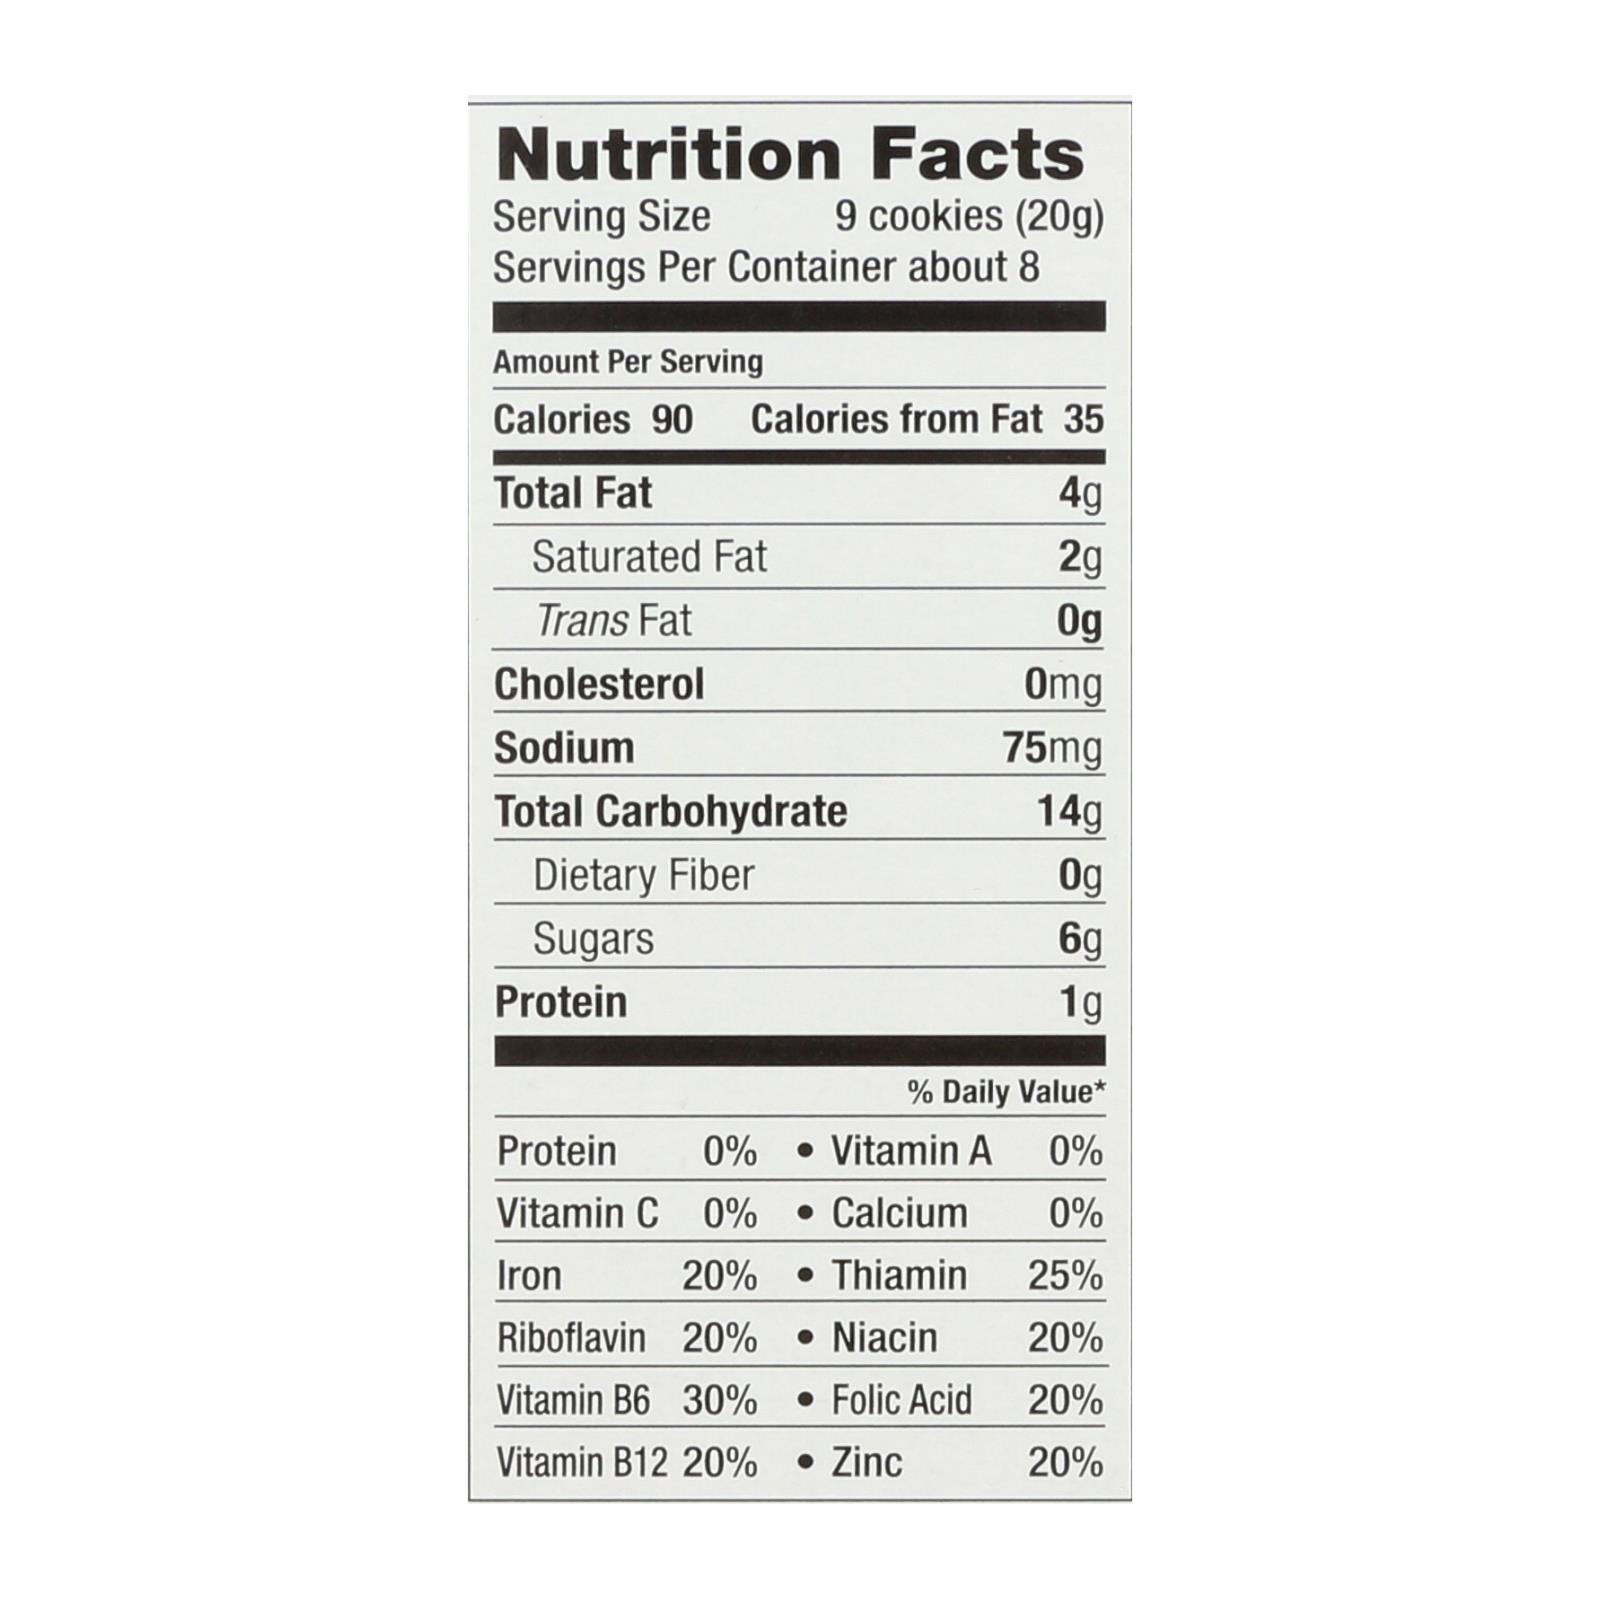 Nutrition Facts
Serving Size 9 cookies (20g)
Servings Per Container about 8
Amount Per Serving
Calories 90 Calories from Fat 35
Total Fat 4g
Saturated Fat 2g
Trans Fat 0g
Cholesterol 0mg
Sodium 75mg
Total Carbohydrate 14g
Dietary Fiber 0g
Sugars 6g
Protein 1g
% Daily Value*
Protein 0% • Vitamin A 0%
Vitamin C 0% • Calcium 0%
Iron 20% • Thiamin 25%
Riboflavin 20% • Niacin 20%
Vitamin B6 30% • Folic Acid 20%
Vitamin B12 20% • Zinc 20%